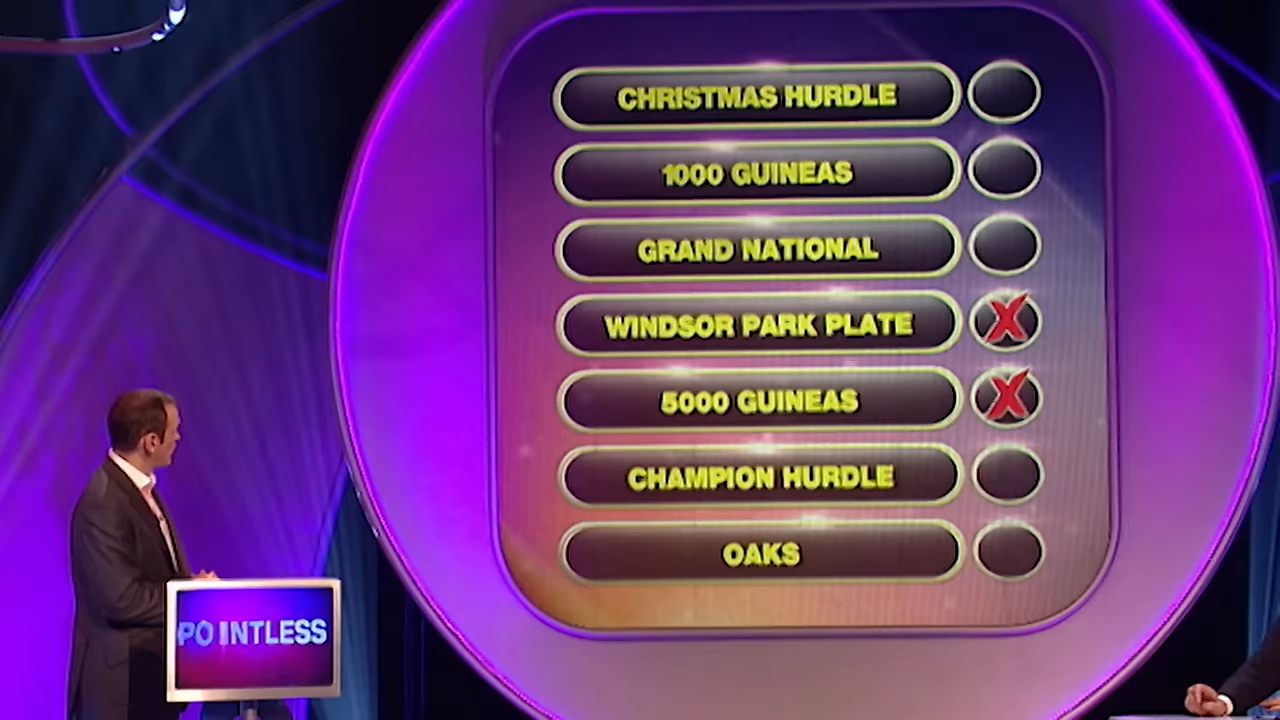 CHRISTMAS HURDLE
1000 GUINEAS
GRAND NATIONAL
WINDSOR PARK PLATE
X
5000 GUINEAS
X
CHAMPION HURDLE
OAKS
POINTLESS